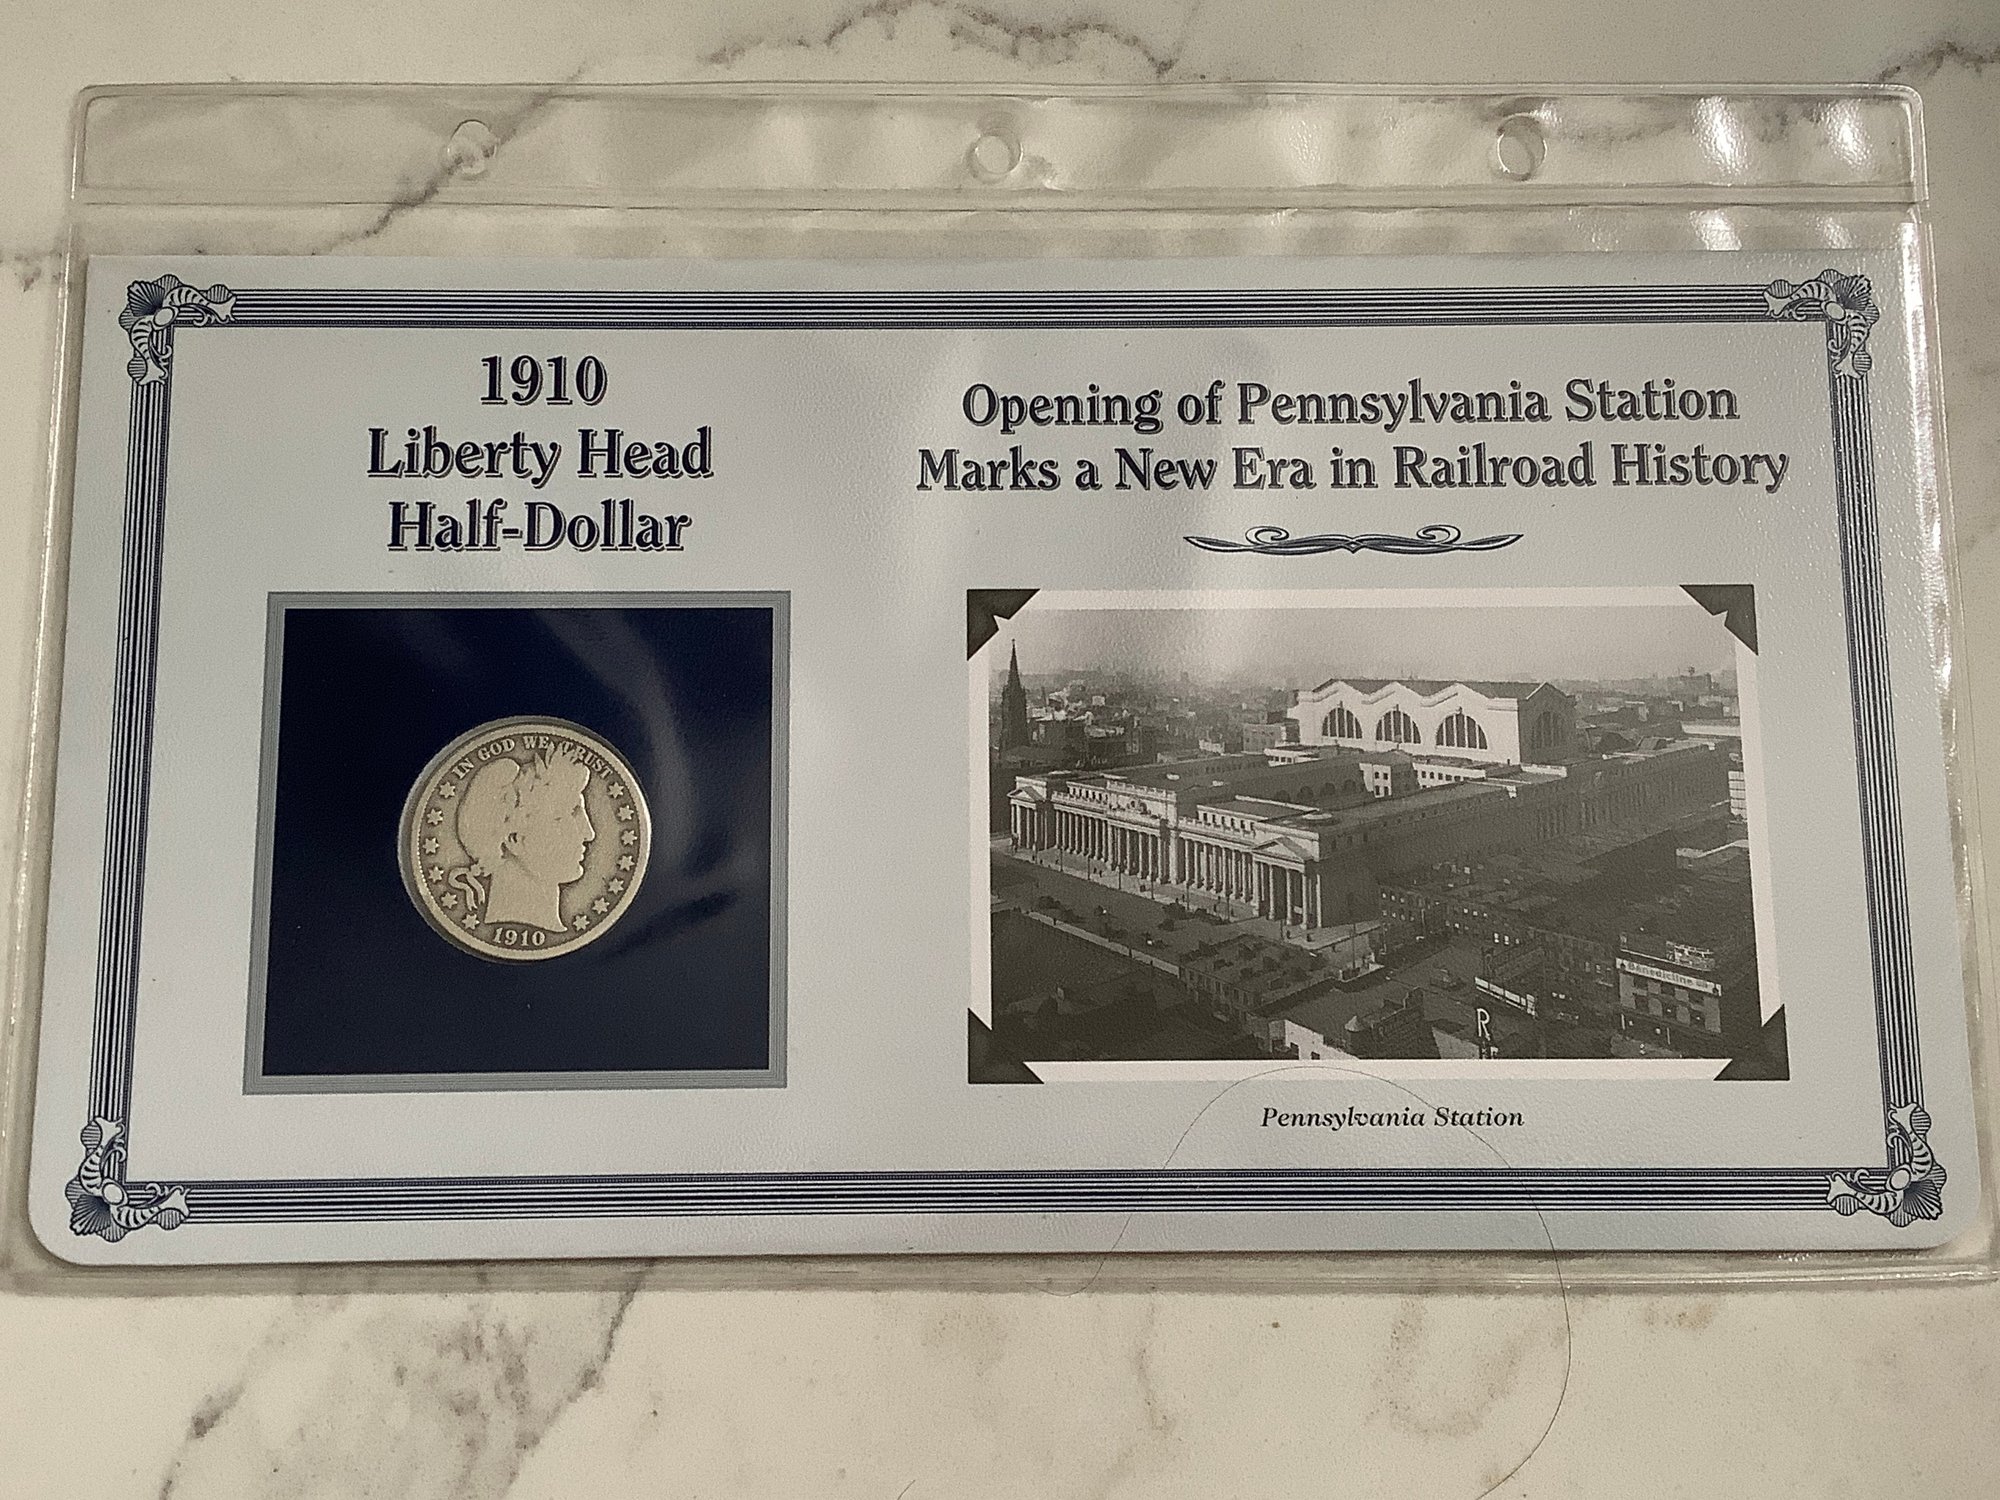 1910
Liberty Head
Half-Dollar
Opening of Pennsylvania Station
Marks a New Era in Railroad History
IN GOD WE TRUST
1910
Benedictine
R
Pennsylvania Station